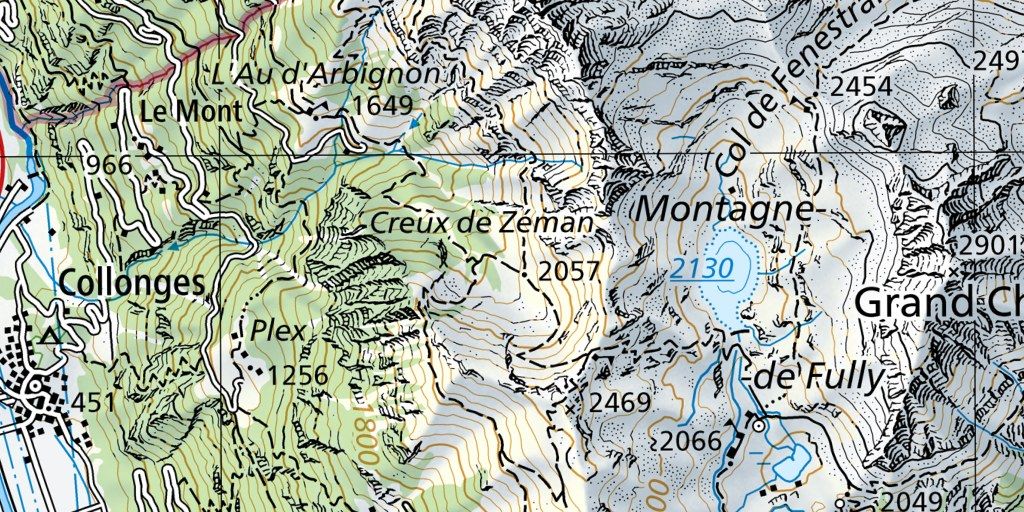 Col de Fenestral
249
L'Au d'Arbignon
2454
1649
Le Mont
966
Montagne-
Creux de Zéman
2901
2057
2130
Collonges
Grand Ch
Plex
1256
-de Fully
451
2469
1800
2066
00
2049